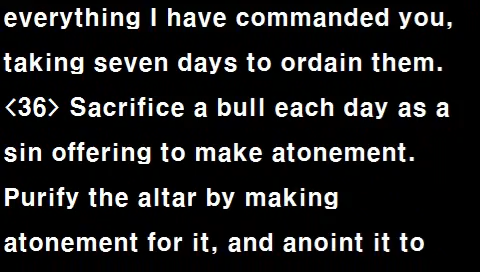 everything I have commanded you,
taking seven days to ordain them.
<36> Sacrifice a bull each day as a
sin offering to make atonement.
Purify the altar by making
atonement for it, and anoint it to